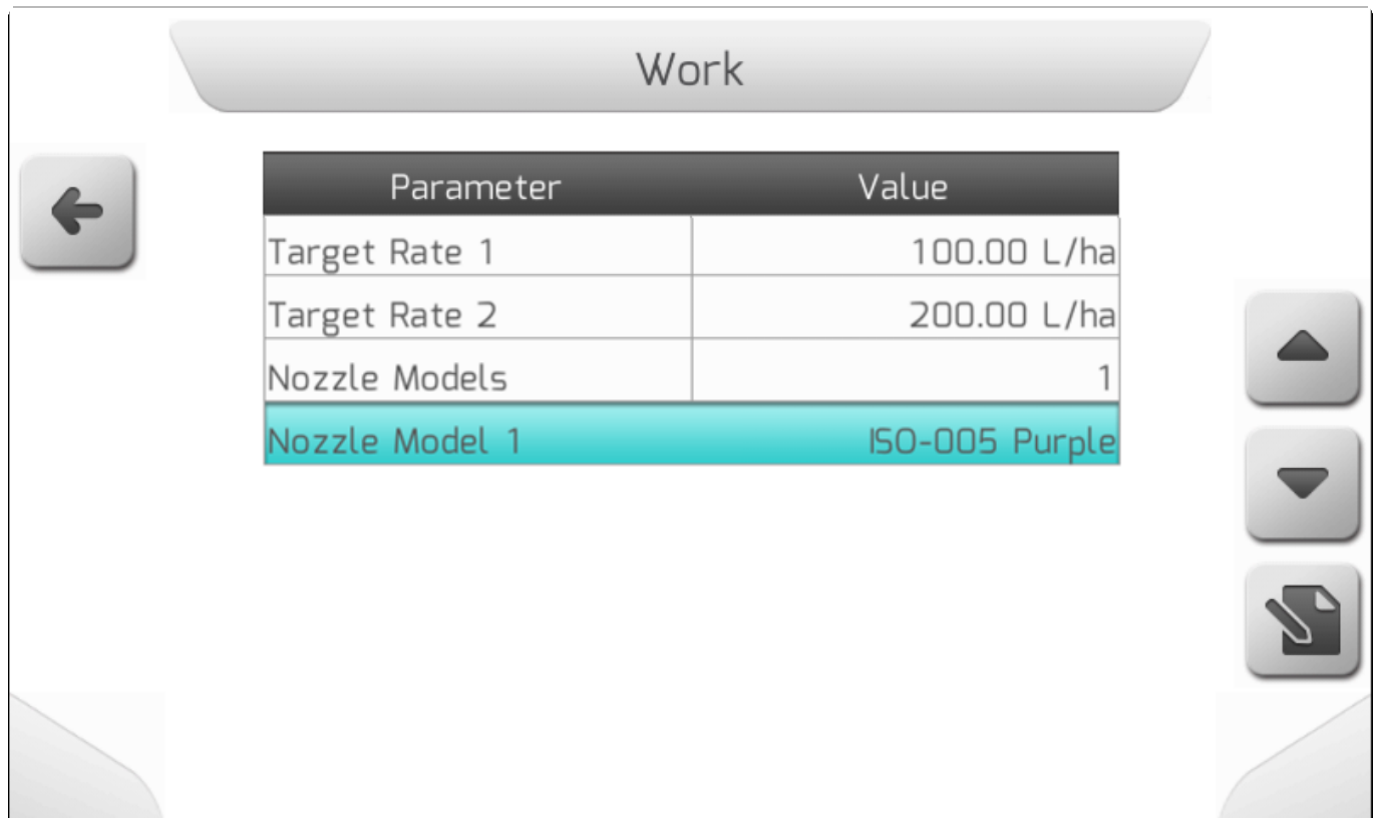 Work
Parameter Value
Target Rate 1 100.00 L/ha
Target Rate 2 200.00 L/ha
Nozzle Models 1
Nozzle Model 1 ISO-005 Purple